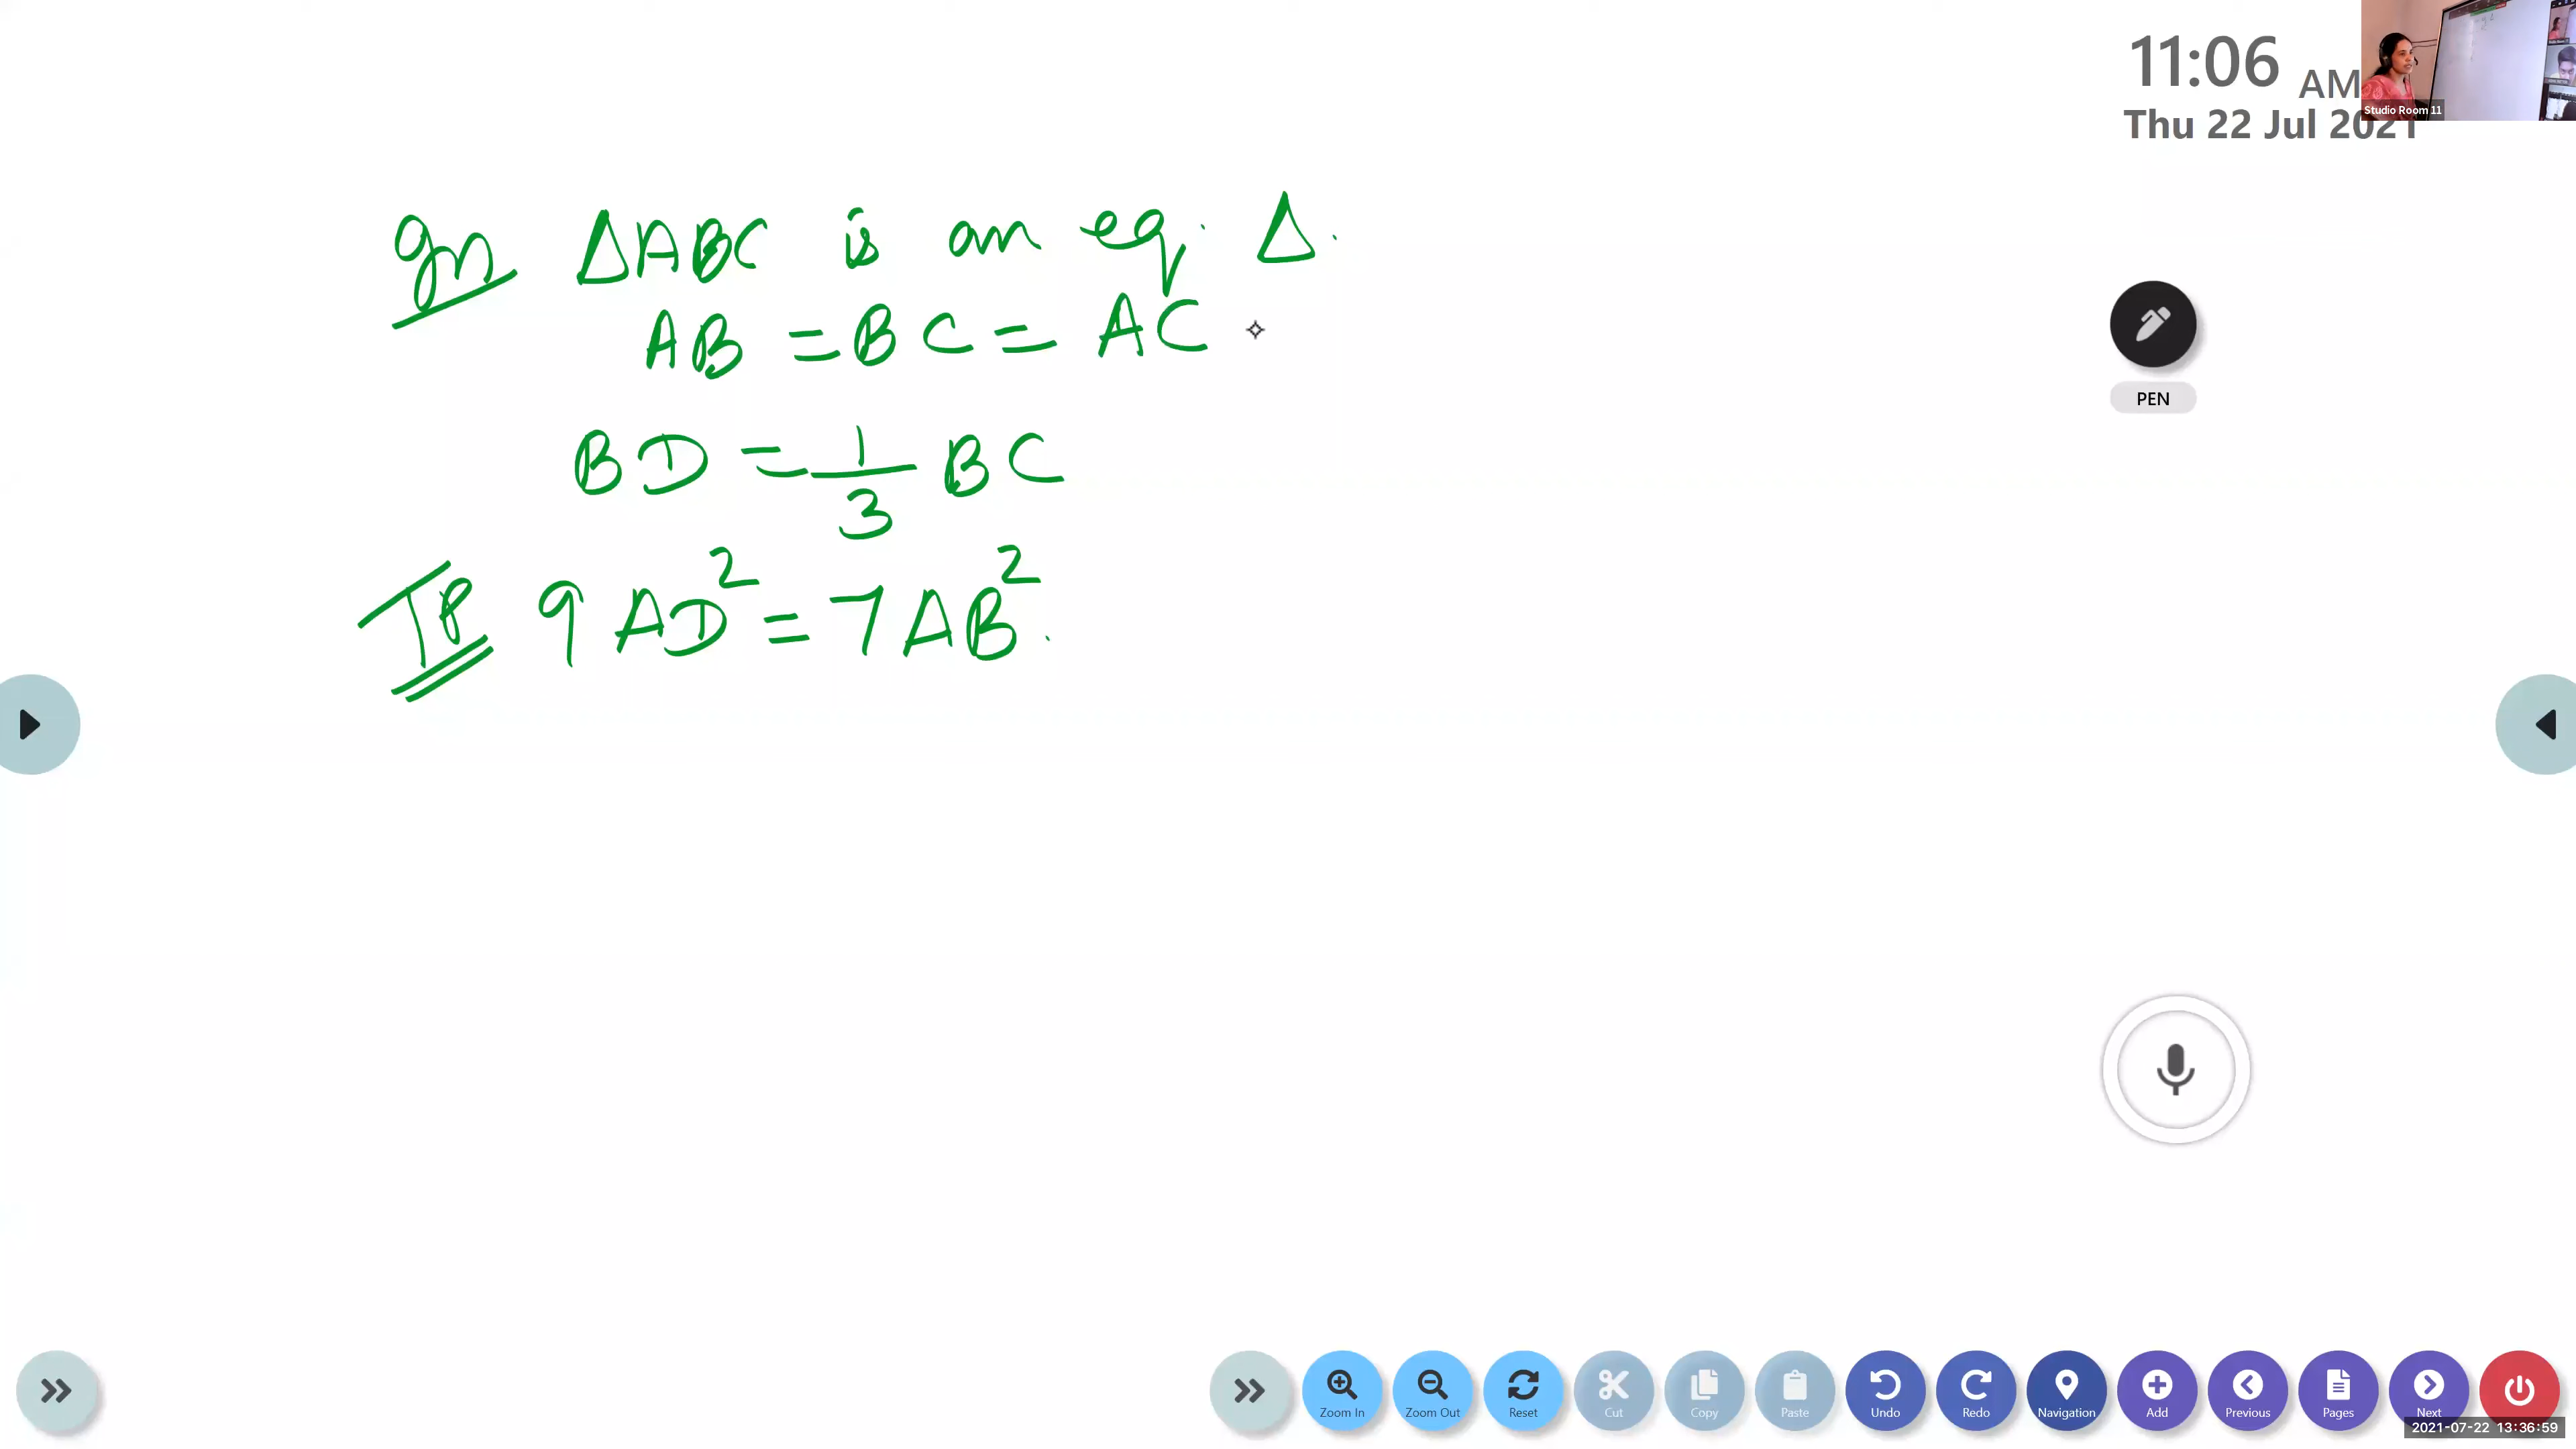 11:06 AM
Thu 22 Jul 2021
Studio Room 11
gn ΔABC is an eq. Δ.
AB = BC = AC
BD = 1/3 BC
TP 9 AD² = 7AB².
PEN
Zoom In Zoom Out Reset Cut Copy Paste Undo Redo Navigation Add Previous Pages Next
2021-07-22 13:36:59